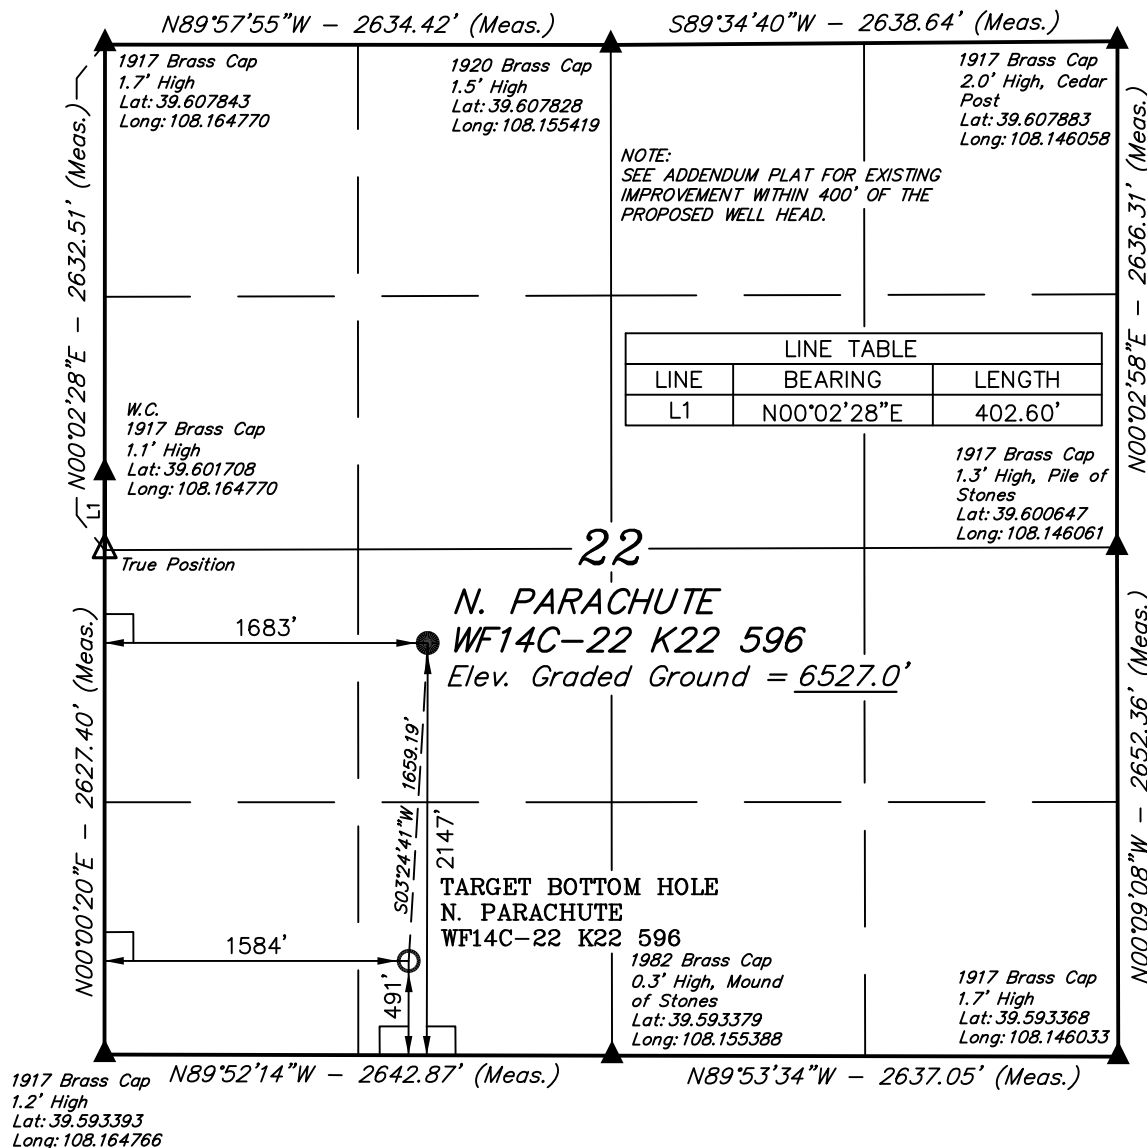 N89°57'55"W - 2634.42' (Meas.)
S89°34'40"W - 2638.64' (Meas.)
1917 Brass Cap
1.7' High
Lat: 39.607843
Long: 108.164770
1920 Brass Cap
1.5' High
Lat: 39.607828
Long: 108.155419
1917 Brass Cap
2.0' High, Cedar
Post
Lat: 39.607883
Long: 108.146058
N00°02'28"E - 2632.51' (Meas.)
N00°02'58"E - 2636.31' (Meas.)
NOTE:
SEE ADDENDUM PLAT FOR EXISTING
IMPROVEMENT WITHIN 400' OF THE
PROPOSED WELL HEAD.
LINE TABLE
LINE BEARING LENGTH
L1 N00°02'28"E 402.60'
W.C.
1917 Brass Cap
1.1' High
Lat: 39.601708
Long: 108.164770
1917 Brass Cap
1.3' High, Pile of
Stones
Lat: 39.600647
Long: 108.146061
L1
True Position
22
N. PARACHUTE
WF14C-22 K22 596
Elev. Graded Ground = 6527.0'
1683'
N00°00'20"E - 2627.40' (Meas.)
N00°09'08"W - 2652.36' (Meas.)
S03°24'41"W 1659.19'
2147'
TARGET BOTTOM HOLE
N. PARACHUTE
WF14C-22 K22 596
1584'
491'
1982 Brass Cap
0.3' High, Mound
of Stones
Lat: 39.593379
Long: 108.155388
1917 Brass Cap
1.7' High
Lat: 39.593368
Long: 108.146033
1917 Brass Cap
1.2' High
Lat: 39.593393
Long: 108.164766
N89°52'14"W - 2642.87' (Meas.)
N89°53'34"W - 2637.05' (Meas.)